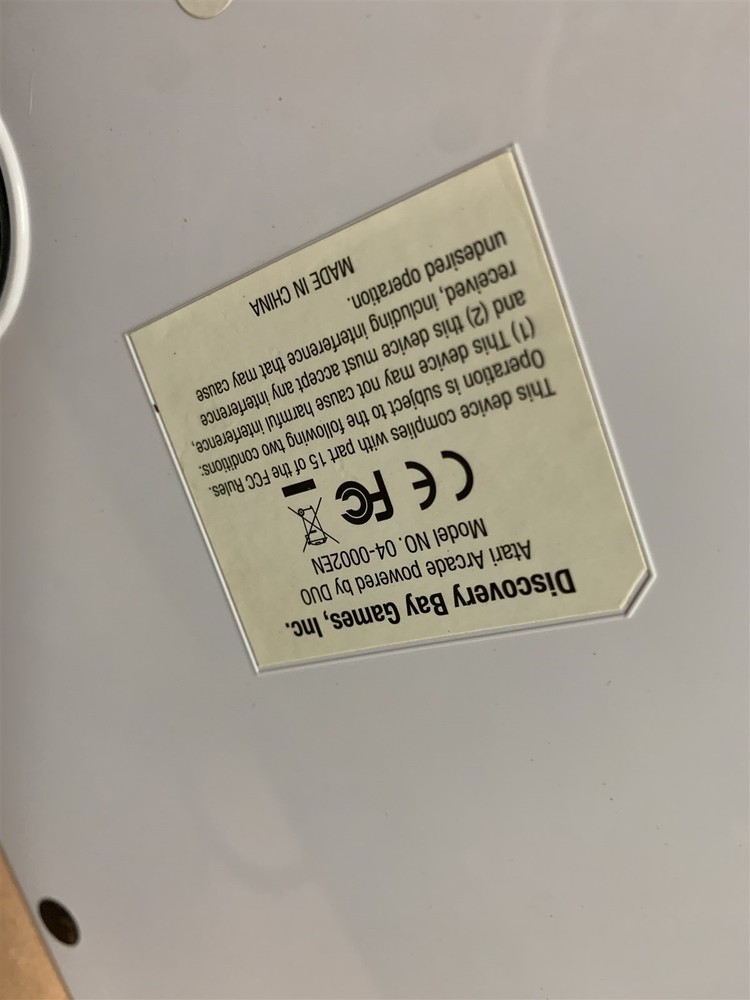 Discovery Bay Games, Inc.
Atari Arcade powered by DUO
Model NO. 04-0002EN
CE FC
This device complies with part 15 of the FCC Rules.
Operation is subject to the following two conditions:
(1) This device may not cause harmful interference,
and (2) this device must accept any interference
received, including interference that may cause
undesired operation.
MADE IN CHINA